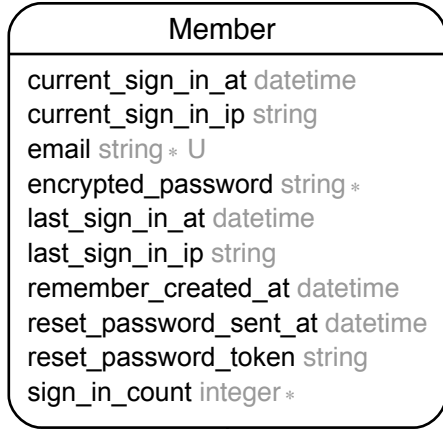 Member
current_sign_in_at datetime
current_sign_in_ip string
email string * U
encrypted_password string *
last_sign_in_at datetime
last_sign_in_ip string
remember_created_at datetime
reset_password_sent_at datetime
reset_password_token string
sign_in_count integer *